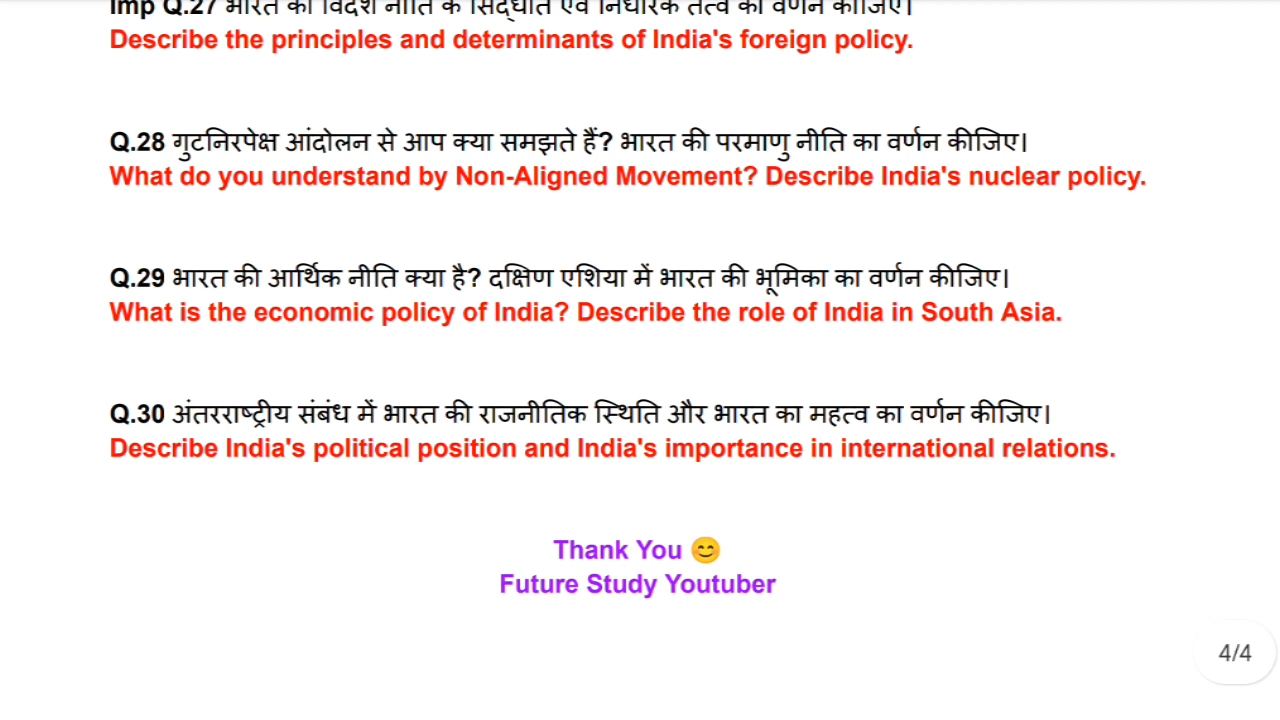 Imp Q.27 भारत की विदेश नीति के सिद्धांत एवं निर्धारक तत्व का वर्णन कीजिए।
Describe the principles and determinants of India's foreign policy.
Q.28 गुटनिरपेक्ष आंदोलन से आप क्या समझते हैं? भारत की परमाणु नीति का वर्णन कीजिए।
What do you understand by Non-Aligned Movement? Describe India's nuclear policy.
Q.29 भारत की आर्थिक नीति क्या है? दक्षिण एशिया में भारत की भूमिका का वर्णन कीजिए।
What is the economic policy of India? Describe the role of India in South Asia.
Q.30 अंतरराष्ट्रीय संबंध में भारत की राजनीतिक स्थिति और भारत का महत्व का वर्णन कीजिए।
Describe India's political position and India's importance in international relations.
Thank You 😊
Future Study Youtuber
4/4